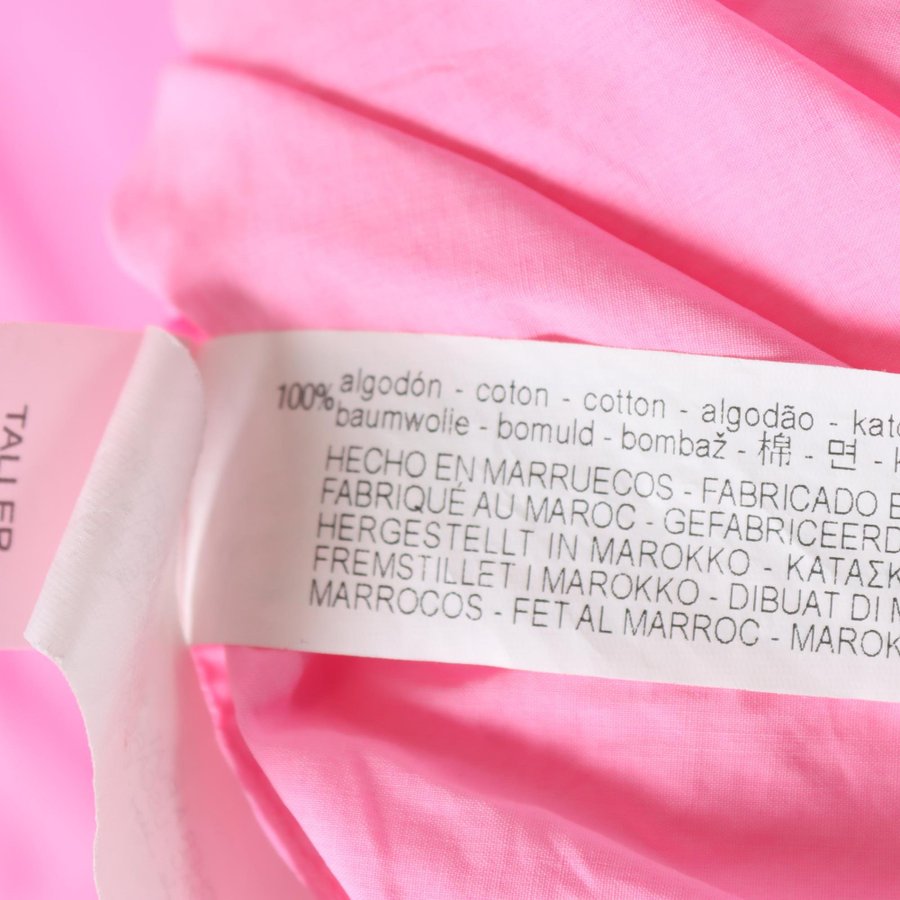 TALLER
100% algodón - coton - cotton - algodão - kato
baumwolle - bomuld - bombaž - 棉 - 면 - k
HECHO EN MARRUECOS - FABRICADO E
FABRIQUÉ AU MAROC - GEFABRICEERD
HERGESTELLT IN MAROKKO - ΚΑΤΑΣΚ
FREMSTILLET I MAROKKO - DIBUAT DI M
MARROCOS - FET AL MARROC - MAROK